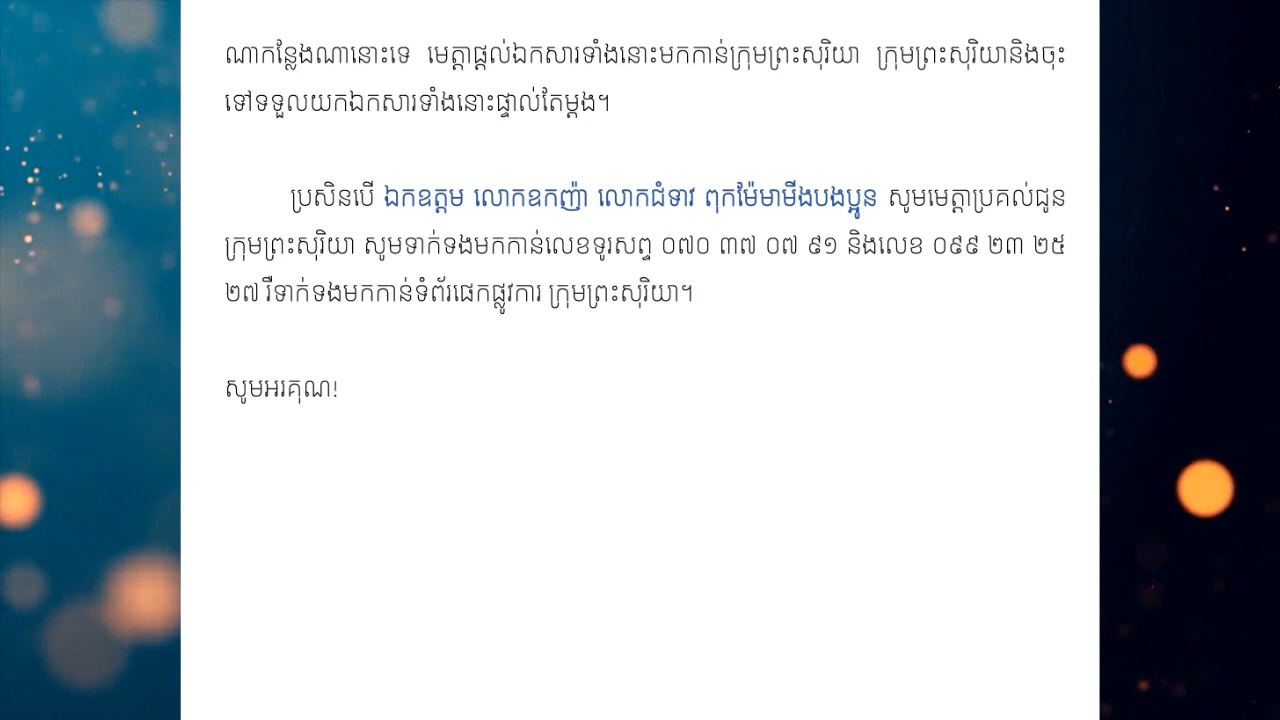 ណាកន្លែងណានោះទេ មេត្តាផ្តល់ឯកសារទាំងនោះមកកាន់ក្រុមព្រះសុរិយា ក្រុមព្រះសុរិយានិងចុះ
ទៅទទួលយកឯកសារទាំងនោះផ្ទាល់តែម្តង។
ប្រសិនបើ ឯកឧត្តម លោកឧកញ៉ា លោកជំទាវ ពុកម៉ែមាមីងបងប្អូន សូមមេត្តាប្រគល់ជូន
ក្រុមព្រះសុរិយា សូមទាក់ទងមកកាន់លេខទូរសព្ទ ០៧០ ៣៧ ០៧ ៩១ និងលេខ ០៩៩ ២៣ ២៥
២៧ រឺទាក់ទងមកកាន់ទំព័រផេកផ្លូវការ ក្រុមព្រះសុរិយា។
សូមអរគុណ!